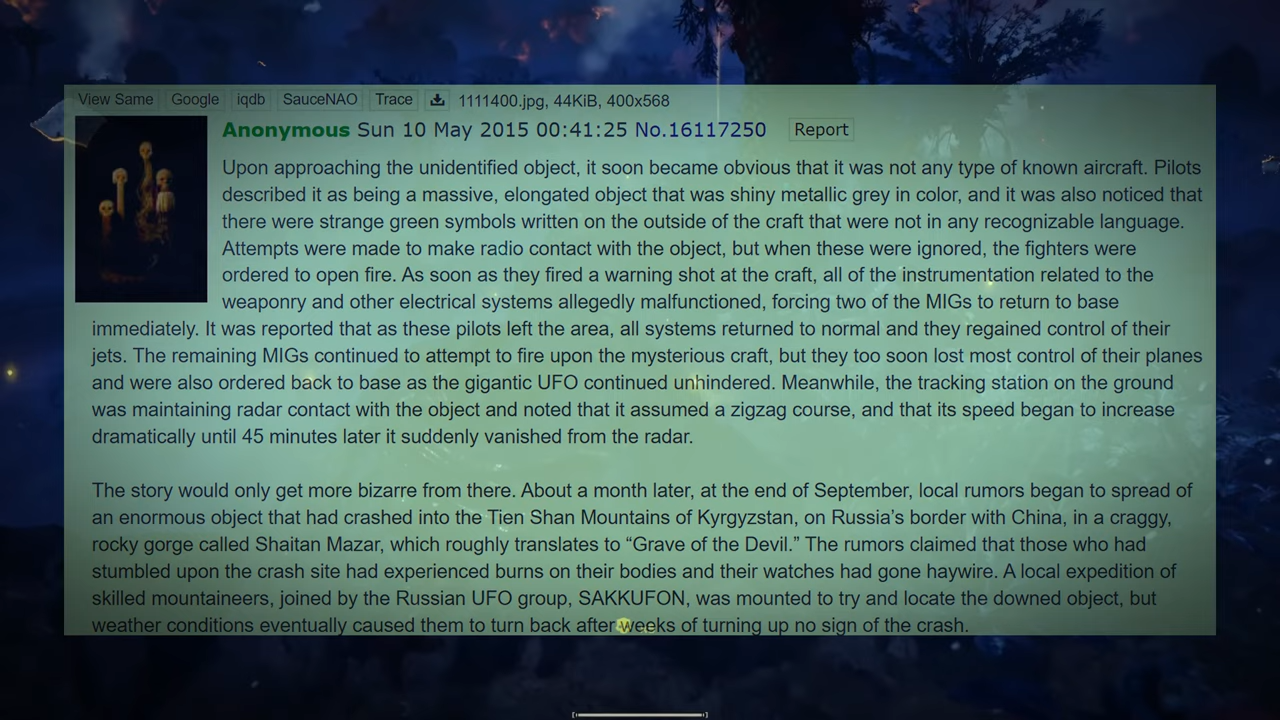 View Same Google iqdb SauceNAO Trace 1111400.jpg, 44KiB, 400x568
Anonymous Sun 10 May 2015 00:41:25 No.16117250 Report
Upon approaching the unidentified object, it soon became obvious that it was not any type of known aircraft. Pilots
described it as being a massive, elongated object that was shiny metallic grey in color, and it was also noticed that
there were strange green symbols written on the outside of the craft that were not in any recognizable language.
Attempts were made to make radio contact with the object, but when these were ignored, the fighters were
ordered to open fire. As soon as they fired a warning shot at the craft, all of the instrumentation related to the
weaponry and other electrical systems allegedly malfunctioned, forcing two of the MIGs to return to base
immediately. It was reported that as these pilots left the area, all systems returned to normal and they regained control of their
jets. The remaining MIGs continued to attempt to fire upon the mysterious craft, but they too soon lost most control of their planes
and were also ordered back to base as the gigantic UFO continued unhindered. Meanwhile, the tracking station on the ground
was maintaining radar contact with the object and noted that it assumed a zigzag course, and that its speed began to increase
dramatically until 45 minutes later it suddenly vanished from the radar.
The story would only get more bizarre from there. About a month later, at the end of September, local rumors began to spread of
an enormous object that had crashed into the Tien Shan Mountains of Kyrgyzstan, on Russia’s border with China, in a craggy,
rocky gorge called Shaitan Mazar, which roughly translates to “Grave of the Devil.” The rumors claimed that those who had
stumbled upon the crash site had experienced burns on their bodies and their watches had gone haywire. A local expedition of
skilled mountaineers, joined by the Russian UFO group, SAKKUFON, was mounted to try and locate the downed object, but
weather conditions eventually caused them to turn back after weeks of turning up no sign of the crash.